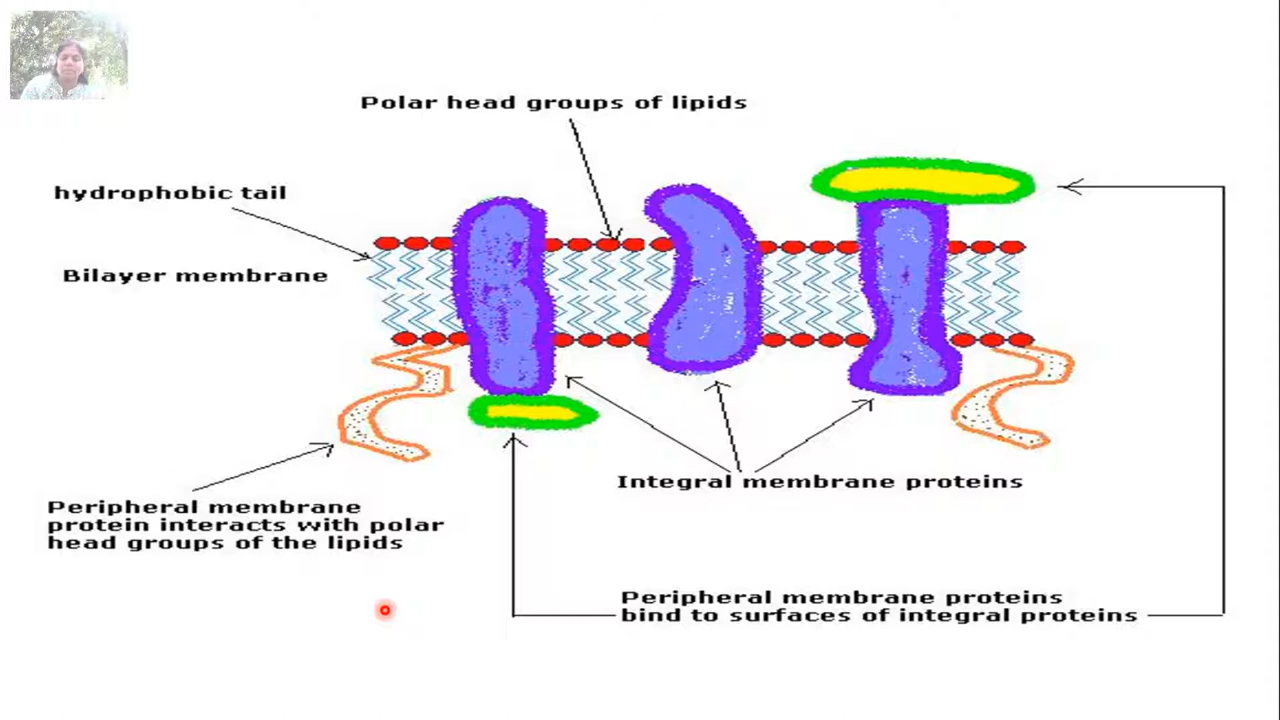 Polar head groups of lipids
hydrophobic tail
Bilayer membrane
Integral membrane proteins
Peripheral membrane
protein interacts with polar
head groups of the lipids
Peripheral membrane proteins
bind to surfaces of integral proteins